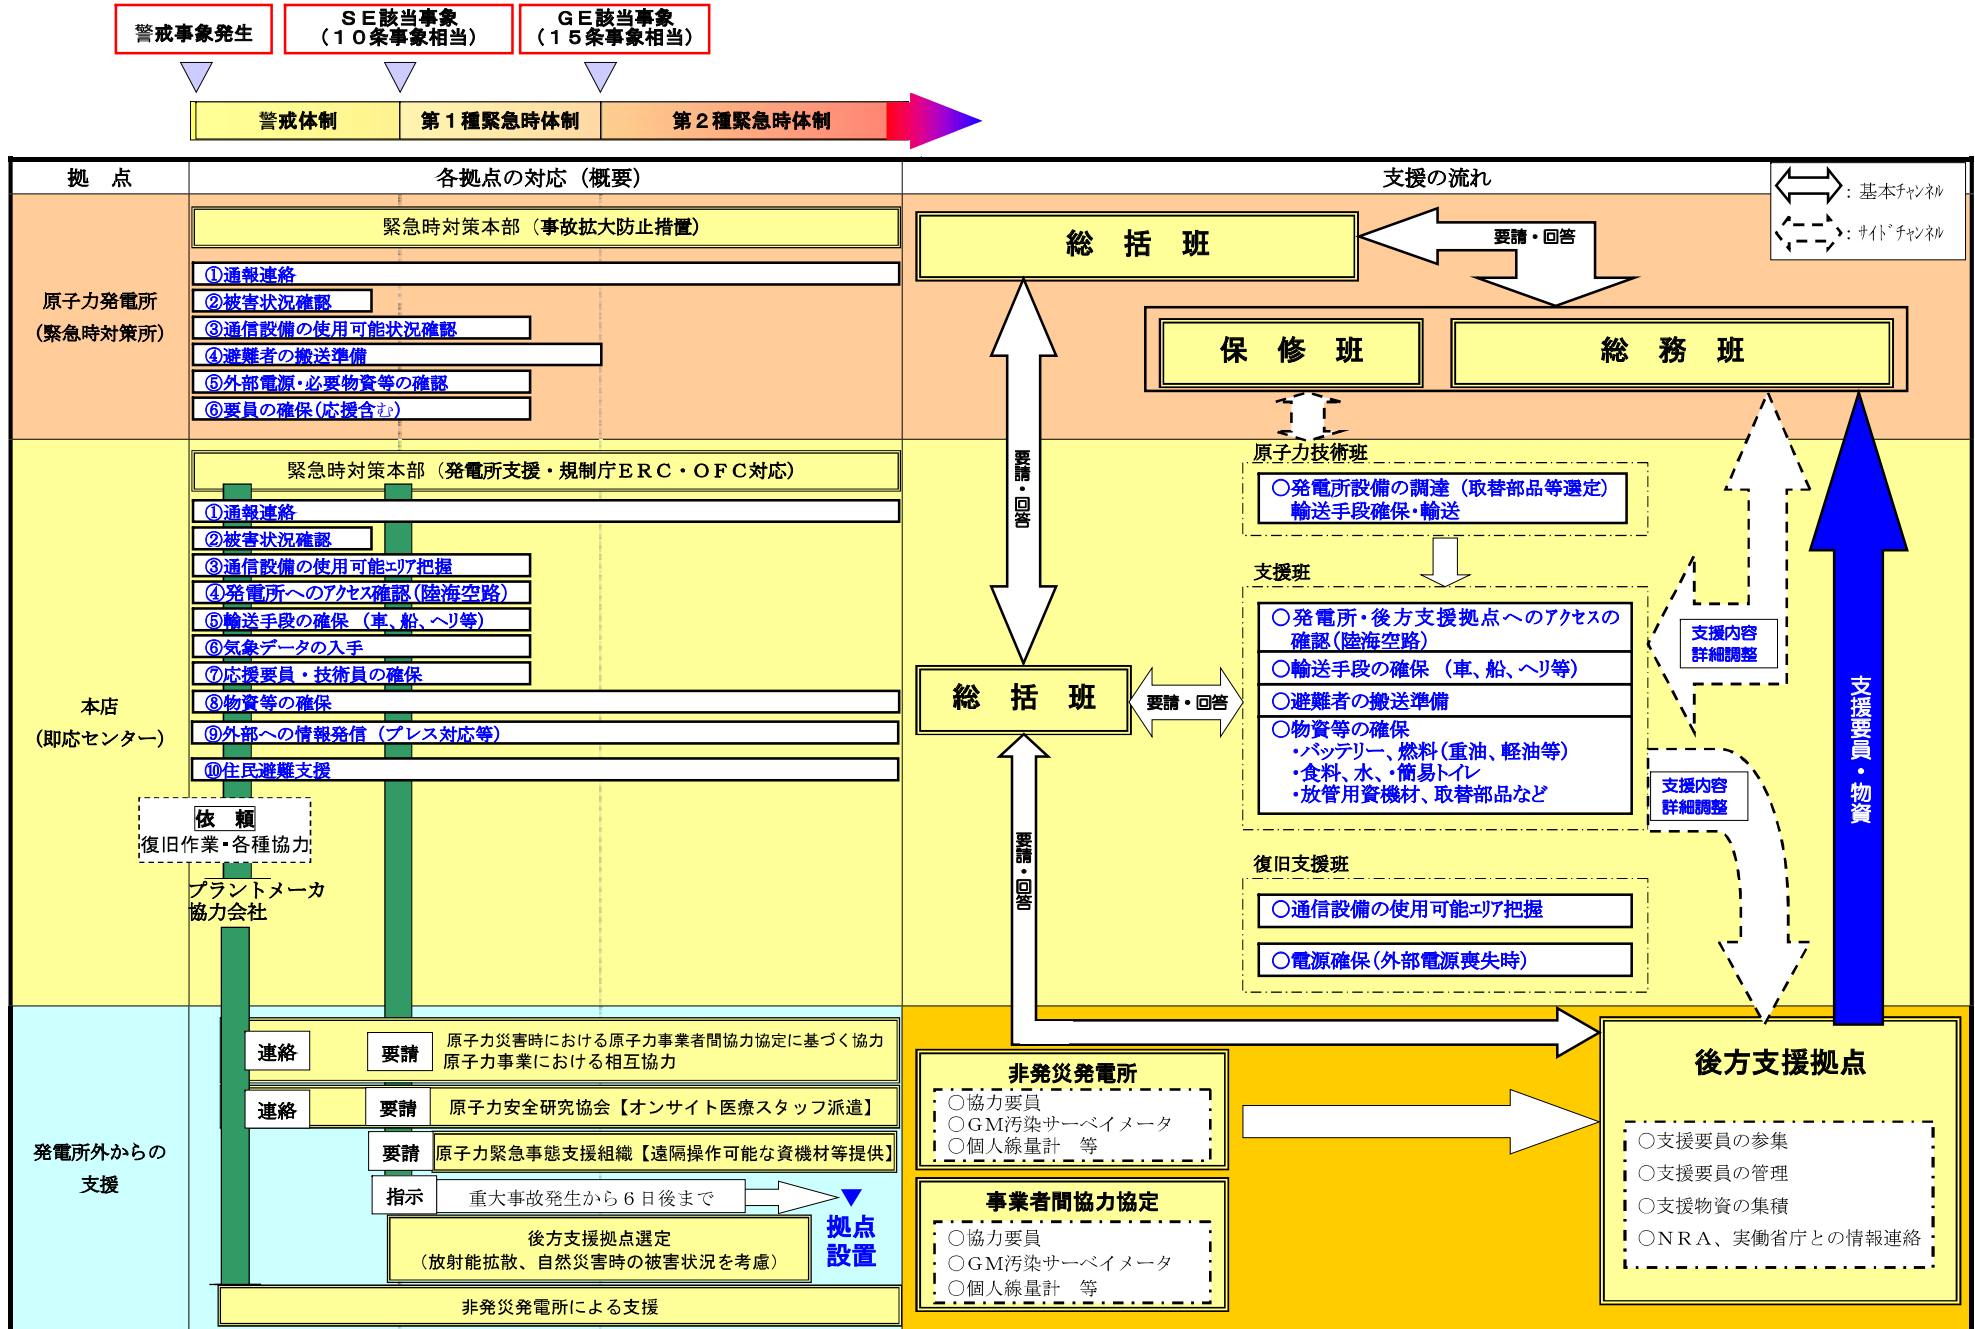 警戒事象発生
ＳＥ該当事象
（１０条事象相当）
ＧＥ該当事象
（１５条事象相当）
警戒体制
第１種緊急時体制
第２種緊急時体制
拠　点
各拠点の対応（概要）
支援の流れ
：基本ﾁｬﾝﾈﾙ
：ｻｲﾄﾞﾁｬﾝﾈﾙ
原子力発電所
（緊急時対策所）
緊急時対策本部（事故拡大防止措置）
①通報連絡
②被害状況確認
③通信設備の使用可能状況確認
④避難者の搬送準備
⑤外部電源・必要物資等の確認
⑥要員の確保（応援含む）
総　括　班
要請・回答
保　修　班
総　務　班
本店
（即応センター）
緊急時対策本部（発電所支援・規制庁ＥＲＣ・ＯＦＣ対応）
①通報連絡
②被害状況確認
③通信設備の使用可能ｴﾘｱ把握
④発電所へのｱｸｾｽ確認（陸海空路）
⑤輸送手段の確保（車、船、ヘリ等）
⑥気象データの入手
⑦応援要員・技術員の確保
⑧物資等の確保
⑨外部への情報発信（プレス対応等）
⑩住民避難支援
依　頼
復旧作業・各種協力
プラントメーカ
協力会社
要請・回答
総　括　班
要請・回答
要請・回答
原子力技術班
○発電所設備の調達（取替部品等選定）
輸送手段確保・輸送
支援班
○発電所・後方支援拠点へのｱｸｾｽの
確認（陸海空路）
○輸送手段の確保（車、船、ヘリ等）
○避難者の搬送準備
○物資等の確保
・バッテリー、燃料（重油、軽油等）
・食料、水、・簡易トイレ
・放管用資機材、取替部品など
復旧支援班
○通信設備の使用可能ｴﾘｱ把握
○電源確保（外部電源喪失時）
支援内容
詳細調整
支援内容
詳細調整
支援要員・物資
発電所外からの
支援
連絡
要請
原子力災害時における原子力事業者間協力協定に基づく協力
原子力事業における相互協力
連絡
要請
原子力安全研究協会【オンサイト医療スタッフ派遣】
要請
原子力緊急事態支援組織【遠隔操作可能な資機材等提供】
指示
重大事故発生から６日後まで
▼
拠点
設置
後方支援拠点選定
（放射能拡散、自然災害時の被害状況を考慮）
非発災発電所による支援
非発災発電所
○協力要員
○GM汚染サーベイメータ
○個人線量計　等
事業者間協力協定
○協力要員
○GM汚染サーベイメータ
○個人線量計　等
後方支援拠点
○支援要員の参集
○支援要員の管理
○支援物資の集積
○ＮＲＡ、実働省庁との情報連絡